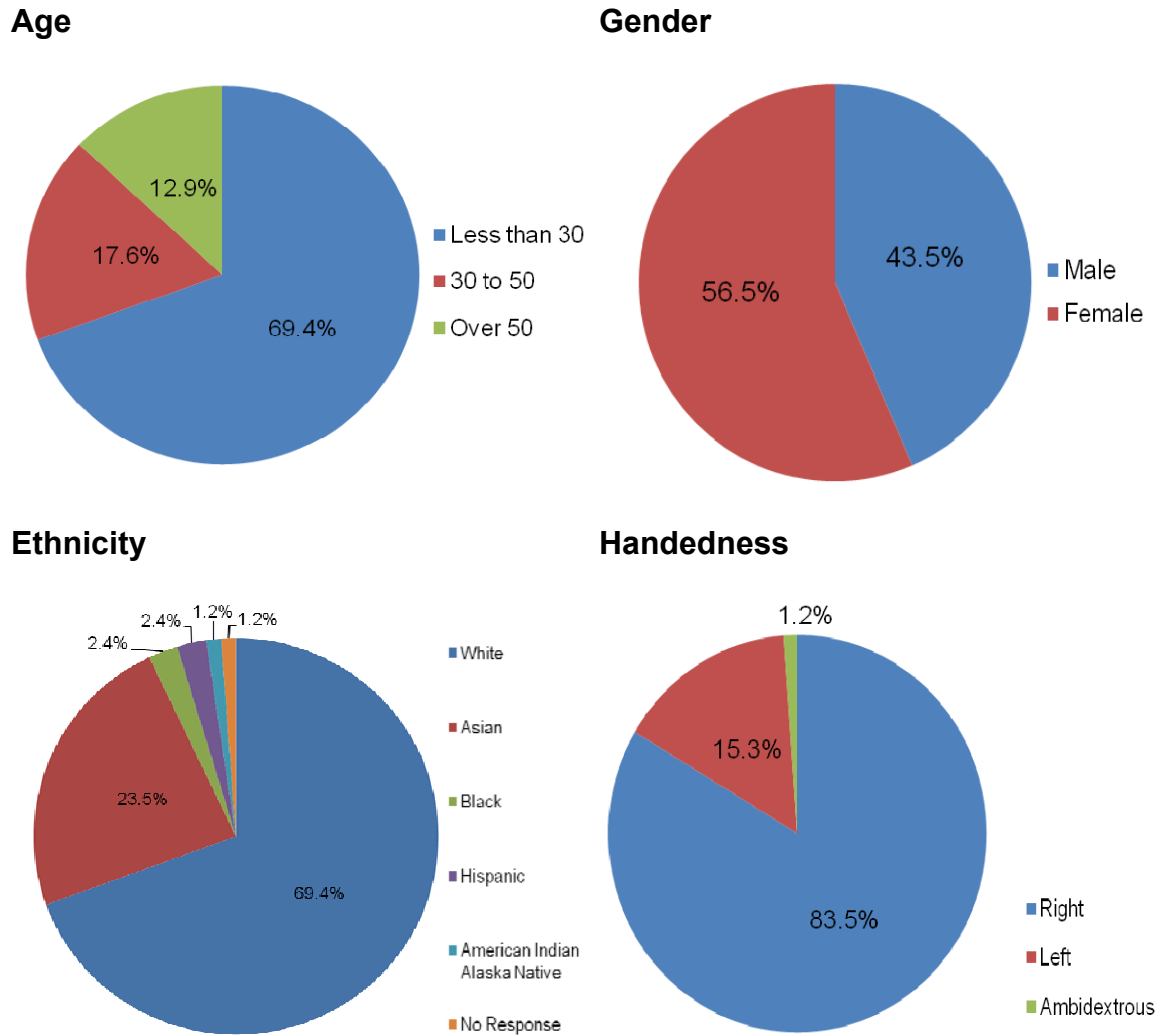 Age
12.9%
17.6%
69.4%
Less than 30
30 to 50
Over 50
Gender
43.5%
56.5%
Male
Female
Ethnicity
2.4%
2.4%
1.2%
1.2%
23.5%
69.4%
White
Asian
Black
Hispanic
American Indian
Alaska Native
No Response
Handedness
1.2%
15.3%
83.5%
Right
Left
Ambidextrous